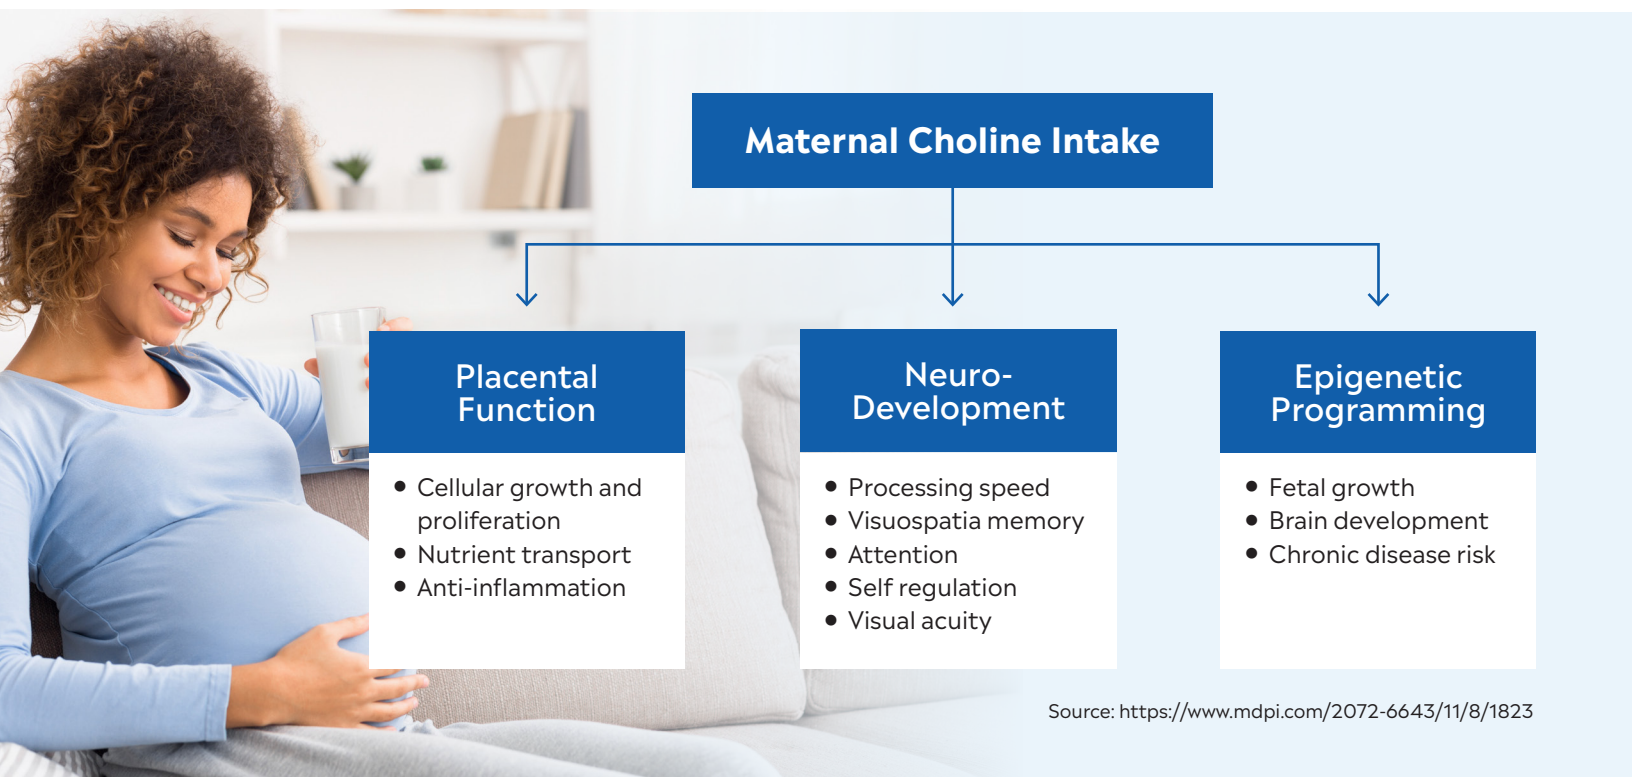 Maternal Choline Intake
Placental
Function
• Cellular growth and
proliferation
• Nutrient transport
• Anti-inflammation
Neuro-
Development
• Processing speed
• Visuospatia memory
• Attention
• Self regulation
• Visual acuity
Epigenetic
Programming
• Fetal growth
• Brain development
• Chronic disease risk
Source: https://www.mdpi.com/2072-6643/11/8/1823